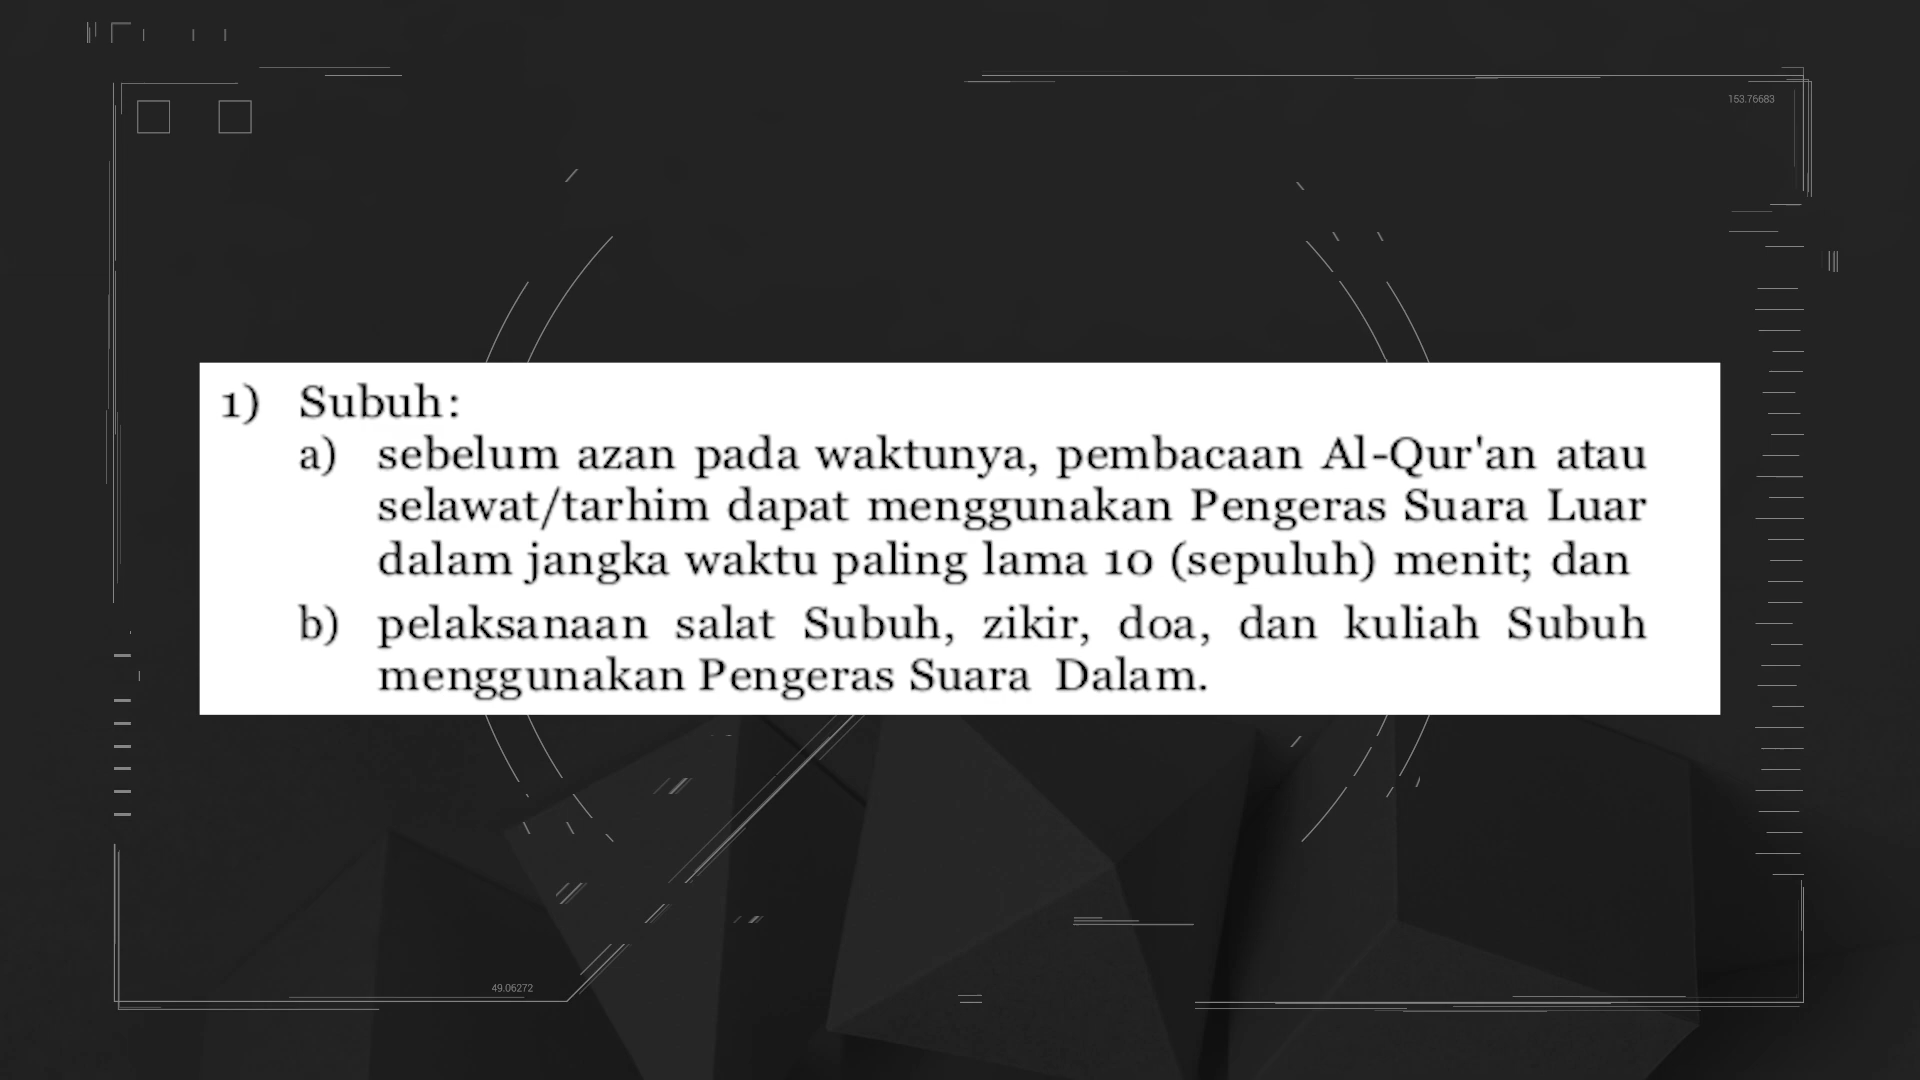 153.76683
1) Subuh:
a) sebelum azan pada waktunya, pembacaan Al-Qur'an atau
selawat/tarhim dapat menggunakan Pengeras Suara Luar
dalam jangka waktu paling lama 10 (sepuluh) menit; dan
b) pelaksanaan salat Subuh, zikir, doa, dan kuliah Subuh
menggunakan Pengeras Suara Dalam.
49.06272